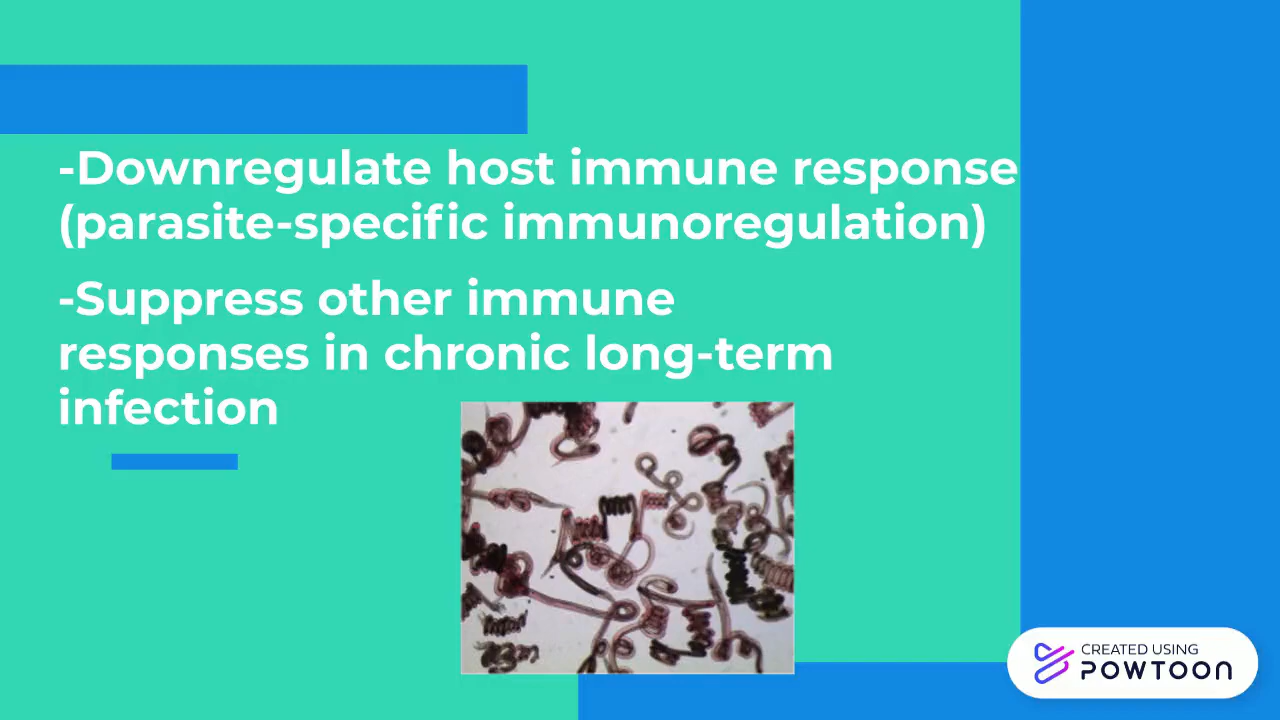 -Downregulate host immune response
(parasite-specific immunoregulation)
-Suppress other immune
responses in chronic long-term
infection
CREATED USING
POWTOON